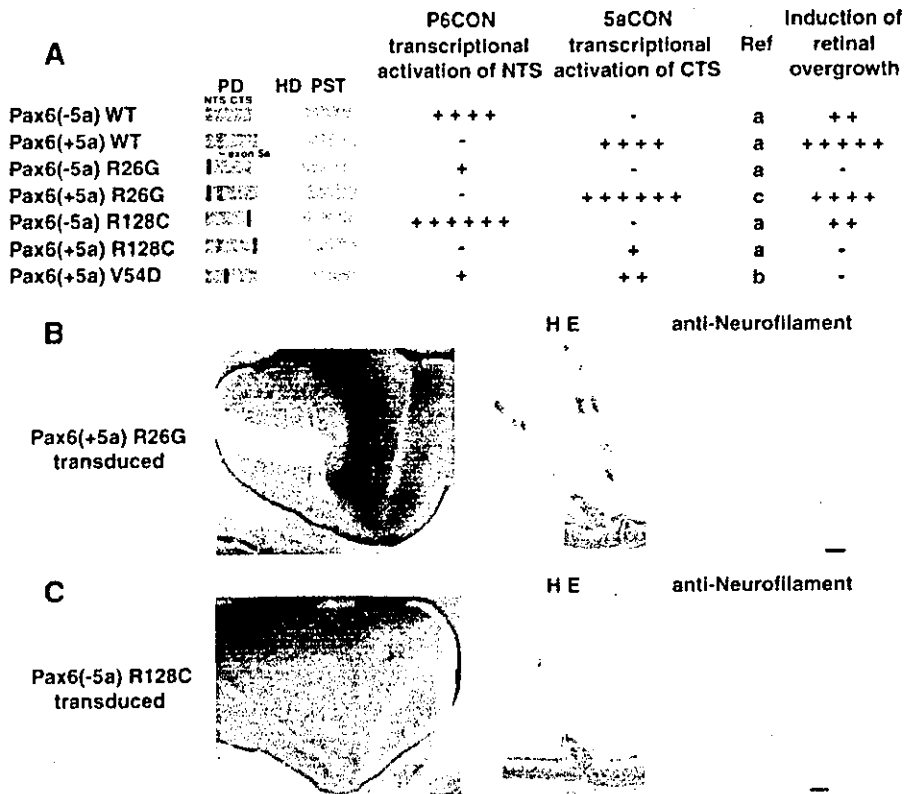 A
P6CON transcriptional activation of NTS
5aCON transcriptional activation of CTS
Ref
Induction of retinal overgrowth
PD HD PST
NTS CTS
Pax6(-5a) WT + + + + - a + +
Pax6(+5a) WT - + + + + a + + + + +
exon 5a
Pax6(-5a) R26G + - a -
Pax6(+5a) R26G - + + + + + + c + + + +
Pax6(-5a) R128C + + + + + + - a + +
Pax6(+5a) R128C - + a -
Pax6(+5a) V54D + + + b -
B
H E anti-Neurofilament
Pax6(+5a) R26G
transduced
C
H E anti-Neurofilament
Pax6(-5a) R128C
transduced